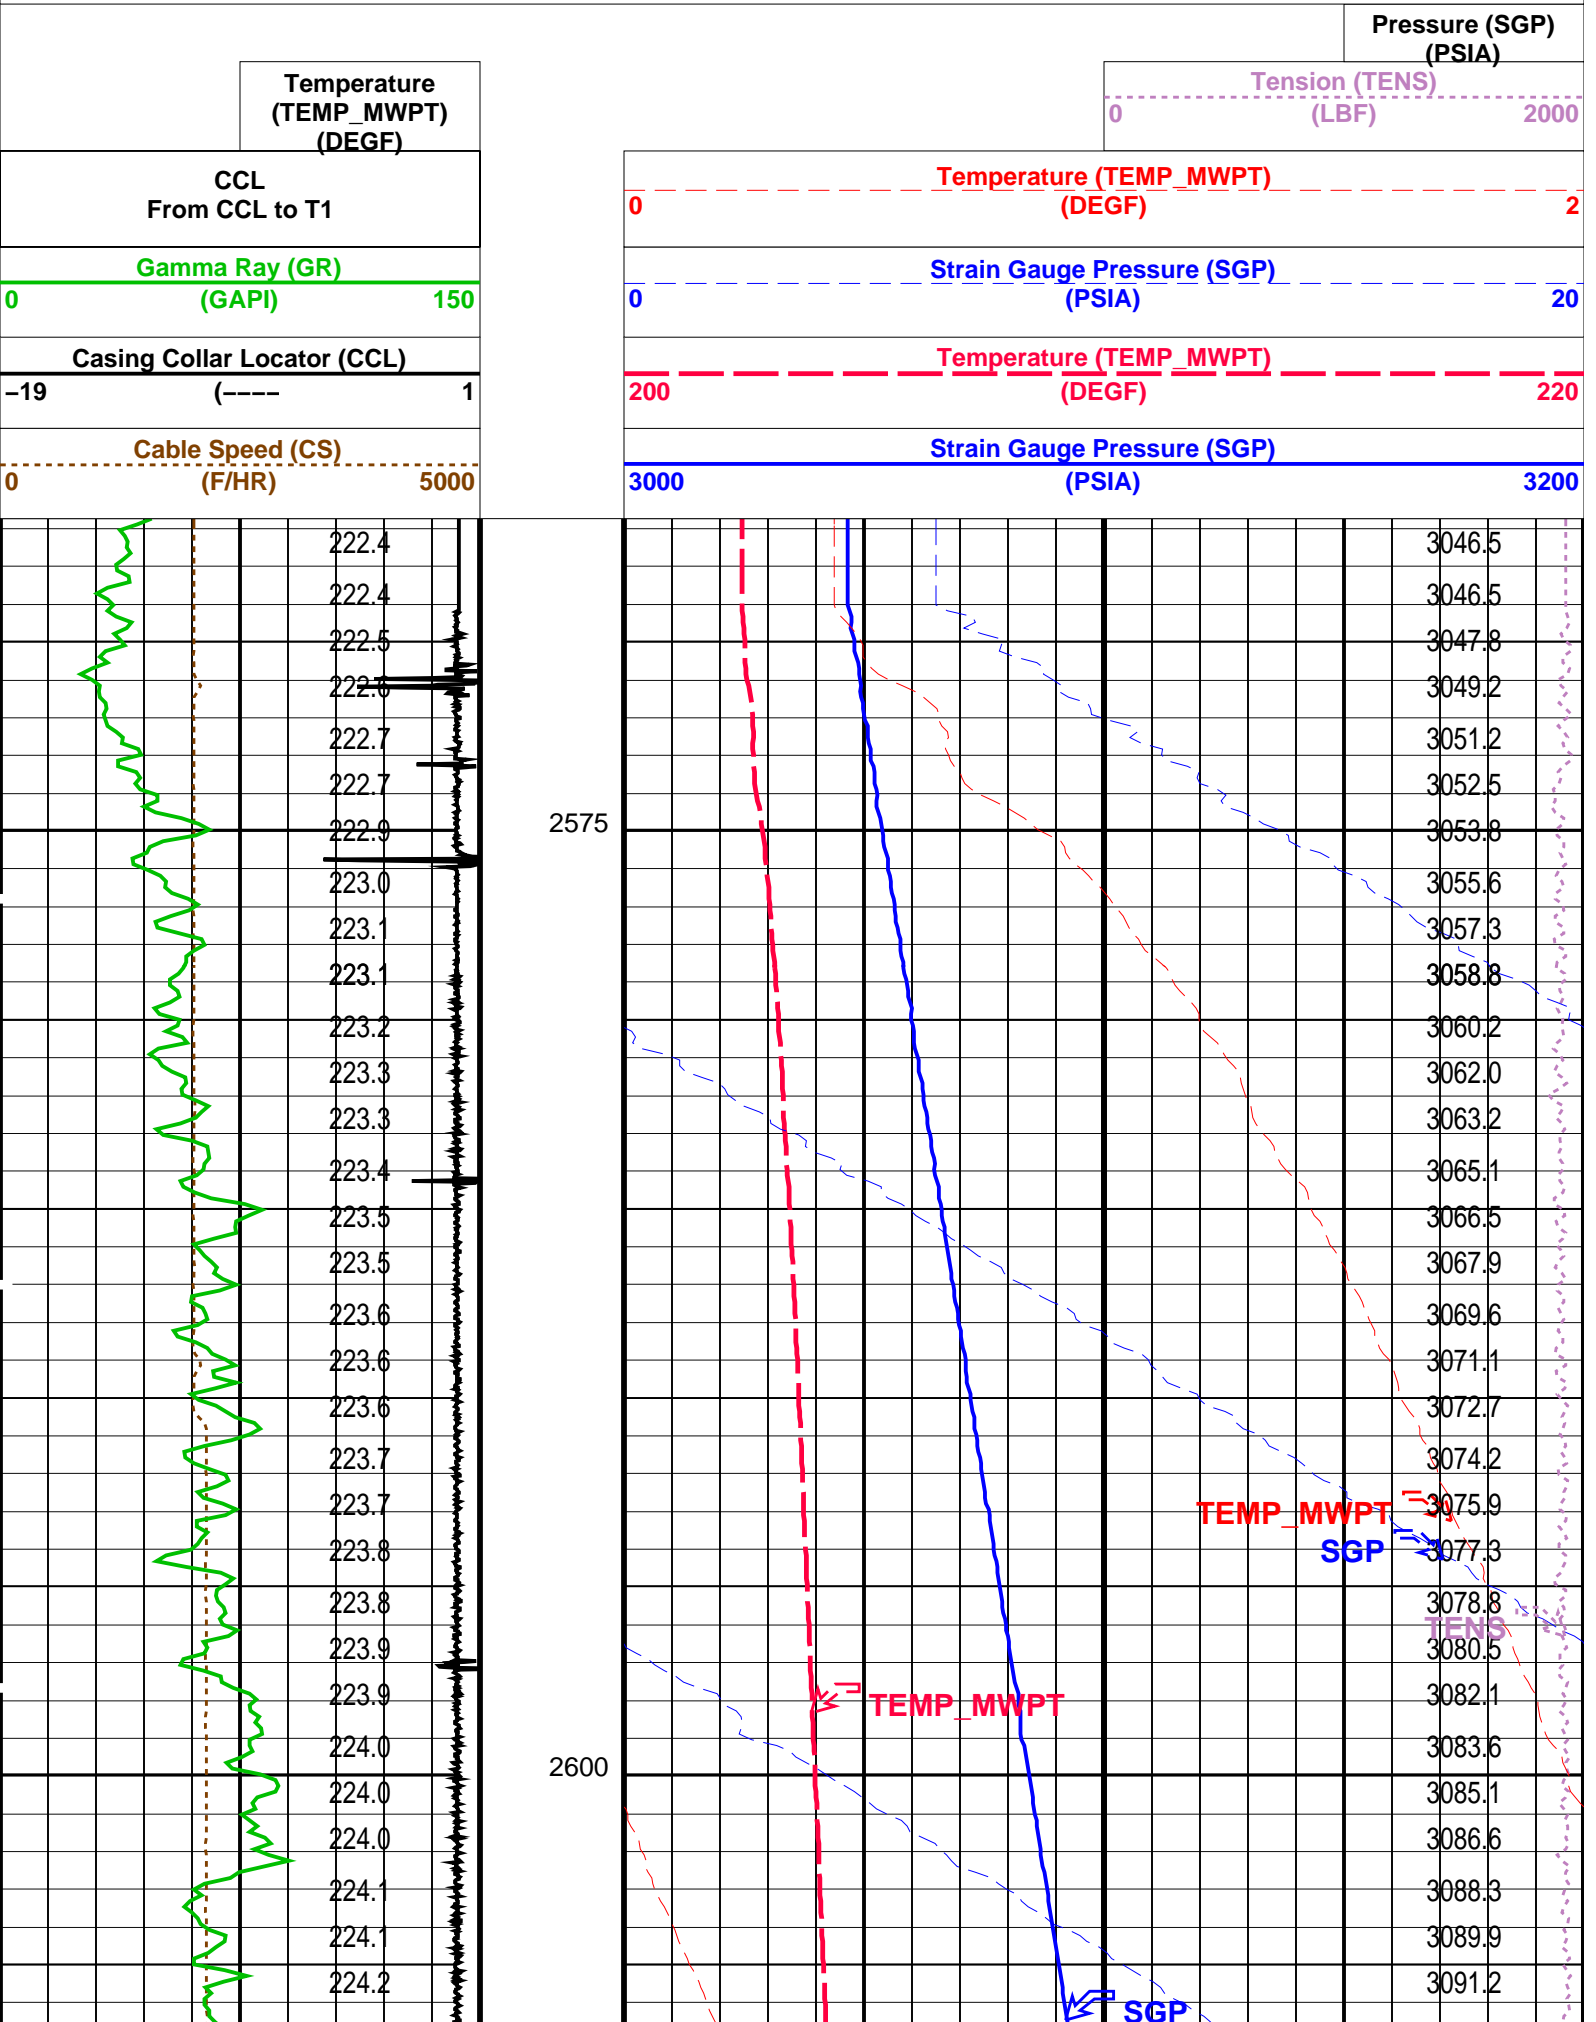 Pressure (SGP)
(PSIA)
Temperature
(TEMP_MWPT)
(DEGF)
Tension (TENS)
0 (LBF) 2000
CCL
From CCL to T1
Temperature (TEMP_MWPT)
0 (DEGF) 2
Gamma Ray (GR)
0 (GAPI) 150
Strain Gauge Pressure (SGP)
0 (PSIA) 20
Casing Collar Locator (CCL)
−19 (−−−− 1
Temperature (TEMP_MWPT)
200 (DEGF) 220
Cable Speed (CS)
0 (F/HR) 5000
Strain Gauge Pressure (SGP)
3000 (PSIA) 3200
222.4 3046.5
222.4 3046.5
222.5 3047.8
222.6 3049.2
222.7 3051.2
222.7 3052.5
222.9 2575 3053.8
223.0 3055.6
223.1 3057.3
223.1 3058.8
223.2 3060.2
223.3 3062.0
223.3 3063.2
223.4 3065.1
223.5 3066.5
223.5 3067.9
223.6 3069.6
223.6 3071.1
223.6 3072.7
223.7 3074.2
223.7 TEMP_MWPT 3075.9
223.8 SGP 3077.3
223.8 3078.8
TENS
223.9 3080.5
223.9 TEMP_MWPT 3082.1
224.0 3083.6
2600
224.0 3085.1
224.0 3086.6
224.1 3088.3
224.1 3089.9
224.2 3091.2
SGP